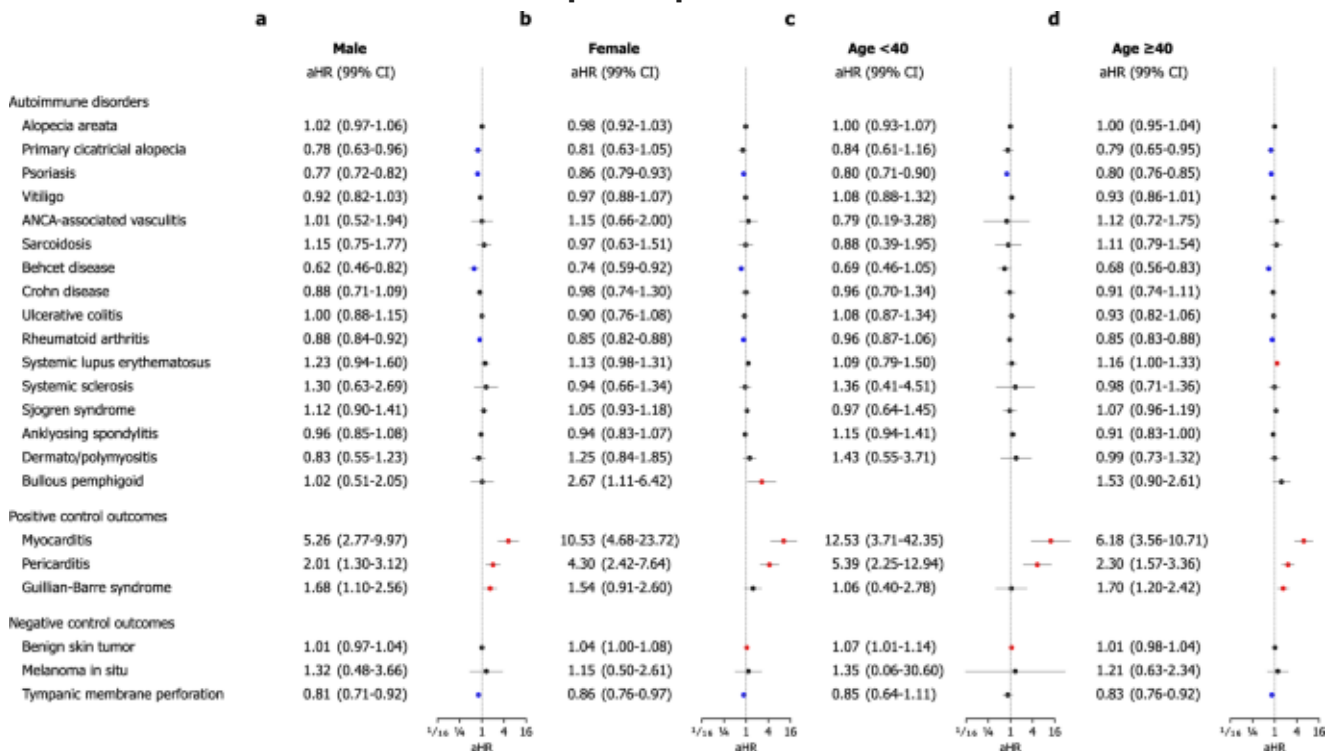 a b c d
Male Female Age <40 Age ≥40
aHR (99% CI) aHR (99% CI) aHR (99% CI) aHR (99% CI)
Autoimmune disorders
Alopecia areata 1.02 (0.97-1.06) 0.98 (0.92-1.03) 1.00 (0.93-1.07) 1.00 (0.95-1.04)
Primary cicatricial alopecia 0.78 (0.63-0.96) 0.81 (0.63-1.05) 0.84 (0.61-1.16) 0.79 (0.65-0.95)
Psoriasis 0.77 (0.72-0.82) 0.86 (0.79-0.93) 0.80 (0.71-0.90) 0.80 (0.76-0.85)
Vitiligo 0.92 (0.82-1.03) 0.97 (0.88-1.07) 1.08 (0.88-1.32) 0.93 (0.86-1.01)
ANCA-associated vasculitis 1.01 (0.52-1.94) 1.15 (0.66-2.00) 0.79 (0.19-3.28) 1.12 (0.72-1.75)
Sarcoidosis 1.15 (0.75-1.77) 0.97 (0.63-1.51) 0.88 (0.39-1.95) 1.11 (0.79-1.54)
Behcet disease 0.62 (0.46-0.82) 0.74 (0.59-0.92) 0.69 (0.46-1.05) 0.68 (0.56-0.83)
Crohn disease 0.88 (0.71-1.09) 0.98 (0.74-1.30) 0.96 (0.70-1.34) 0.91 (0.74-1.11)
Ulcerative colitis 1.00 (0.88-1.15) 0.90 (0.76-1.08) 1.08 (0.87-1.34) 0.93 (0.82-1.06)
Rheumatoid arthritis 0.88 (0.84-0.92) 0.85 (0.82-0.88) 0.96 (0.87-1.06) 0.85 (0.83-0.88)
Systemic lupus erythematosus 1.23 (0.94-1.60) 1.13 (0.98-1.31) 1.09 (0.79-1.50) 1.16 (1.00-1.33)
Systemic sclerosis 1.30 (0.63-2.69) 0.94 (0.66-1.34) 1.36 (0.41-4.51) 0.98 (0.71-1.36)
Sjogren syndrome 1.12 (0.90-1.41) 1.05 (0.93-1.18) 0.97 (0.64-1.45) 1.07 (0.96-1.19)
Anklyosing spondylitis 0.96 (0.85-1.08) 0.94 (0.83-1.07) 1.15 (0.94-1.41) 0.91 (0.83-1.00)
Dermato/polymyositis 0.83 (0.55-1.23) 1.25 (0.84-1.85) 1.43 (0.55-3.71) 0.99 (0.73-1.32)
Bullous pemphigoid 1.02 (0.51-2.05) 2.67 (1.11-6.42) 1.53 (0.90-2.61)
Positive control outcomes
Myocarditis 5.26 (2.77-9.97) 10.53 (4.68-23.72) 12.53 (3.71-42.35) 6.18 (3.56-10.71)
Pericarditis 2.01 (1.30-3.12) 4.30 (2.42-7.64) 5.39 (2.25-12.94) 2.30 (1.57-3.36)
Guillian-Barre syndrome 1.68 (1.10-2.56) 1.54 (0.91-2.60) 1.06 (0.40-2.78) 1.70 (1.20-2.42)
Negative control outcomes
Benign skin tumor 1.01 (0.97-1.04) 1.04 (1.00-1.08) 1.07 (1.01-1.14) 1.01 (0.98-1.04)
Melanoma in situ 1.32 (0.48-3.66) 1.15 (0.50-2.61) 1.35 (0.06-30.60) 1.21 (0.63-2.34)
Tympanic membrane perforation 0.81 (0.71-0.92) 0.86 (0.76-0.97) 0.85 (0.64-1.11) 0.83 (0.76-0.92)
1/16 ¼ 1 4 16 1/16 ¼ 1 4 16 1/16 ¼ 1 4 16 1/16 ¼ 1 4 16
aHR aHR aHR aHR